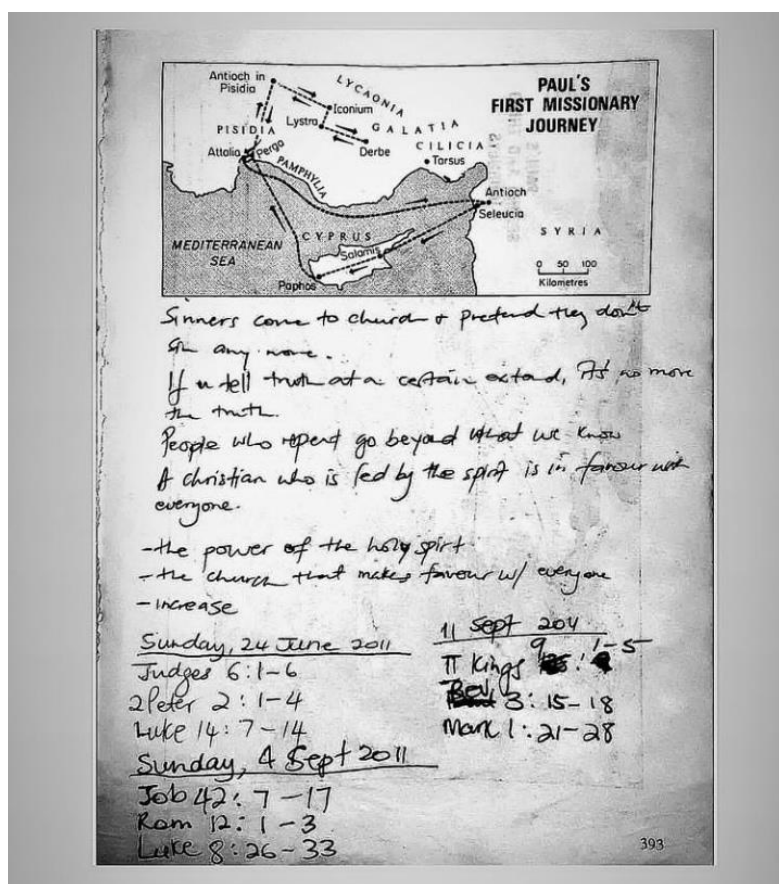 PAUL'S
FIRST MISSIONARY
JOURNEY
Antioch in
Pisidia
LYCAONIA
Iconium
Lystra
GALATIA
PISIDIA
Derbe
CILICIA
Tarsus
Attalia
Perga
PAMPHYLIA
Antioch
Seleucia
SYRIA
CYPRUS
Salamis
MEDITERRANEAN
SEA
Paphos
0 50 100
Kilometres
Sinners come to church & pretend they don't
sin any more.
If u tell truth at a certain extend, it's no more
the truth.
People who repent go beyond what we know
A christian who is led by the spirit is in favour with
everyone.
-the power of the holy spirit
-the church that makes favour w/ everyone
-increase
Sunday, 24 June 2011
Judges 6:1-6
2Peter 2:1-4
Luke 14:7-14
Sunday, 4 Sept 2011
Job 42:7-17
Rom 12:1-3
Luke 8:26-33
11 Sept 2011
II Kings 9:1-5
Rev 3:15-18
Mark 1:21-28
393